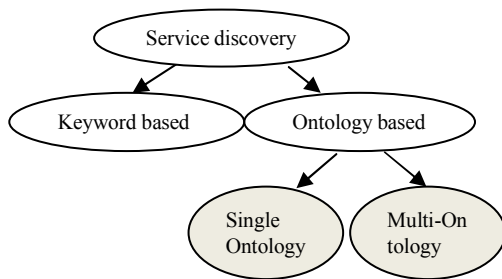 Service discovery
Keyword based
Ontology based
Single
Ontology
Multi-On
tology